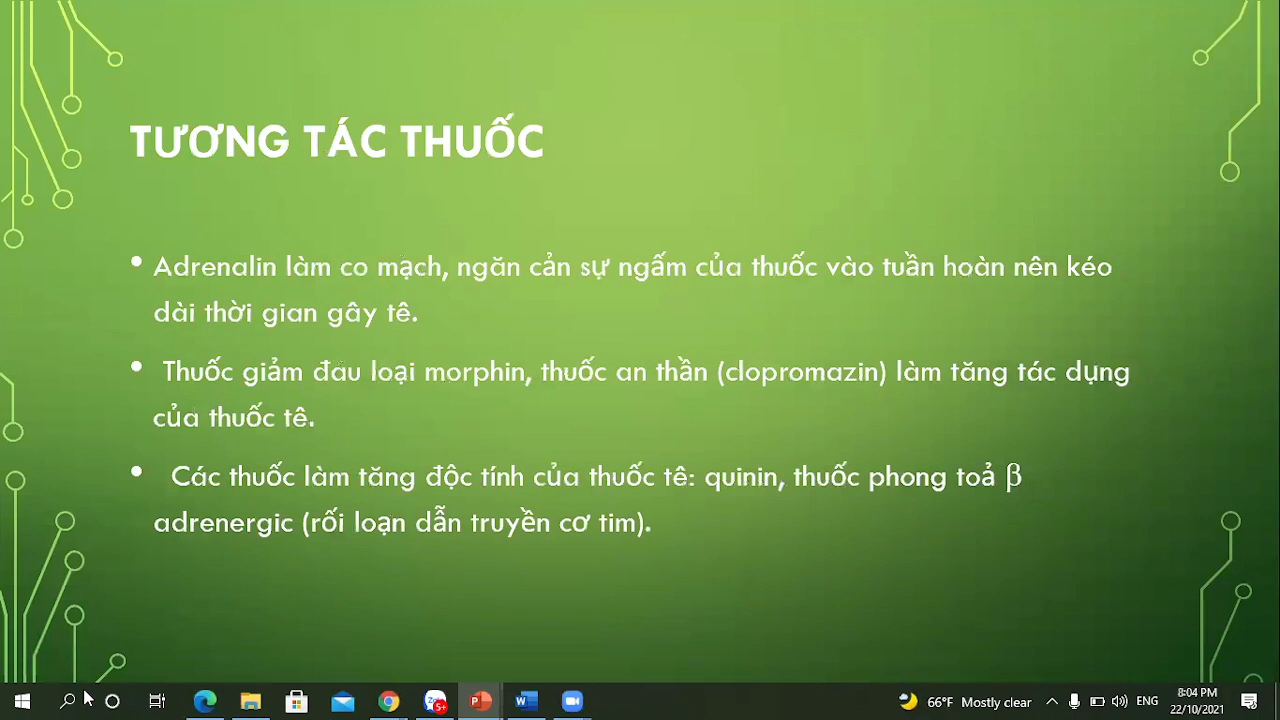 TƯƠNG TÁC THUỐC
• Adrenalin làm co mạch, ngăn cản sự ngấm của thuốc vào tuần hoàn nên kéo
dài thời gian gây tê.
• Thuốc giảm đau loại morphin, thuốc an thần (clopromazin) làm tăng tác dụng
của thuốc tê.
• Các thuốc làm tăng độc tính của thuốc tê: quinin, thuốc phong toả β
adrenergic (rối loạn dẫn truyền cơ tim).
66°F Mostly clear ENG 8:04 PM
22/10/2021